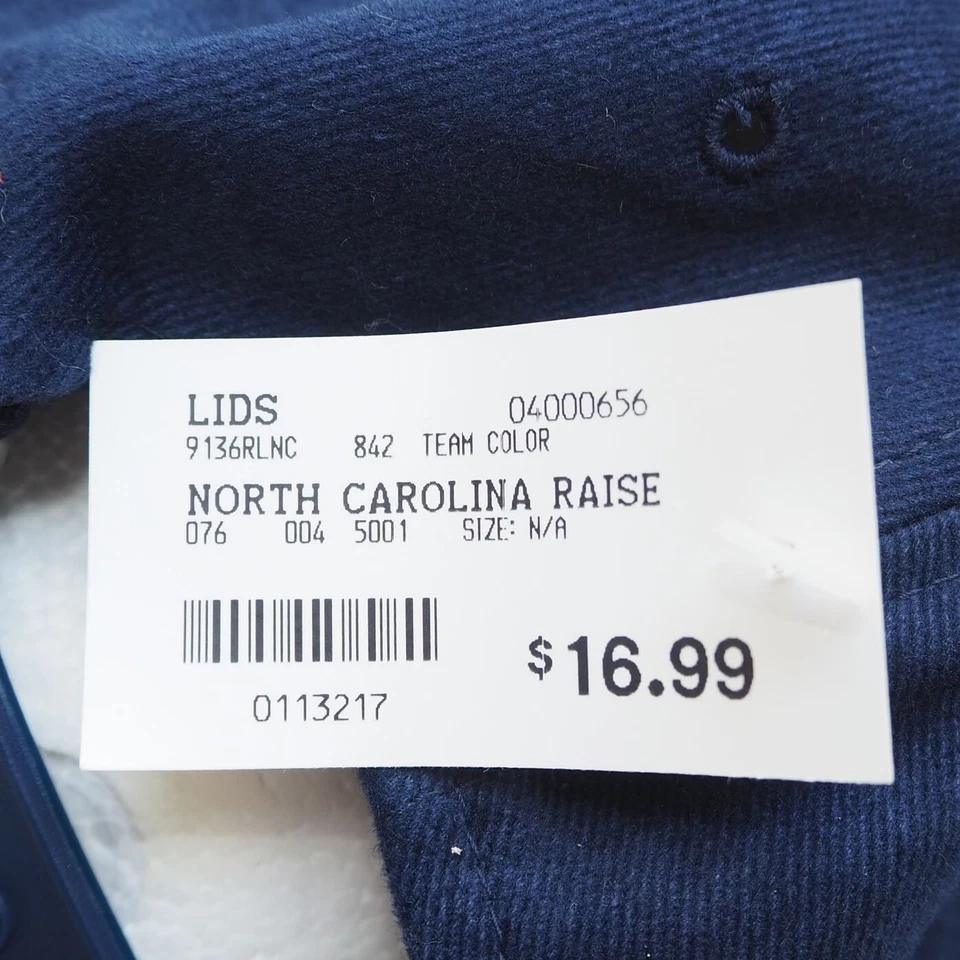 LIDS 04000656
9136RLNC 842 TEAM COLOR
NORTH CAROLINA RAISE
076 004 5001 SIZE: N/A
$16.99
0113217